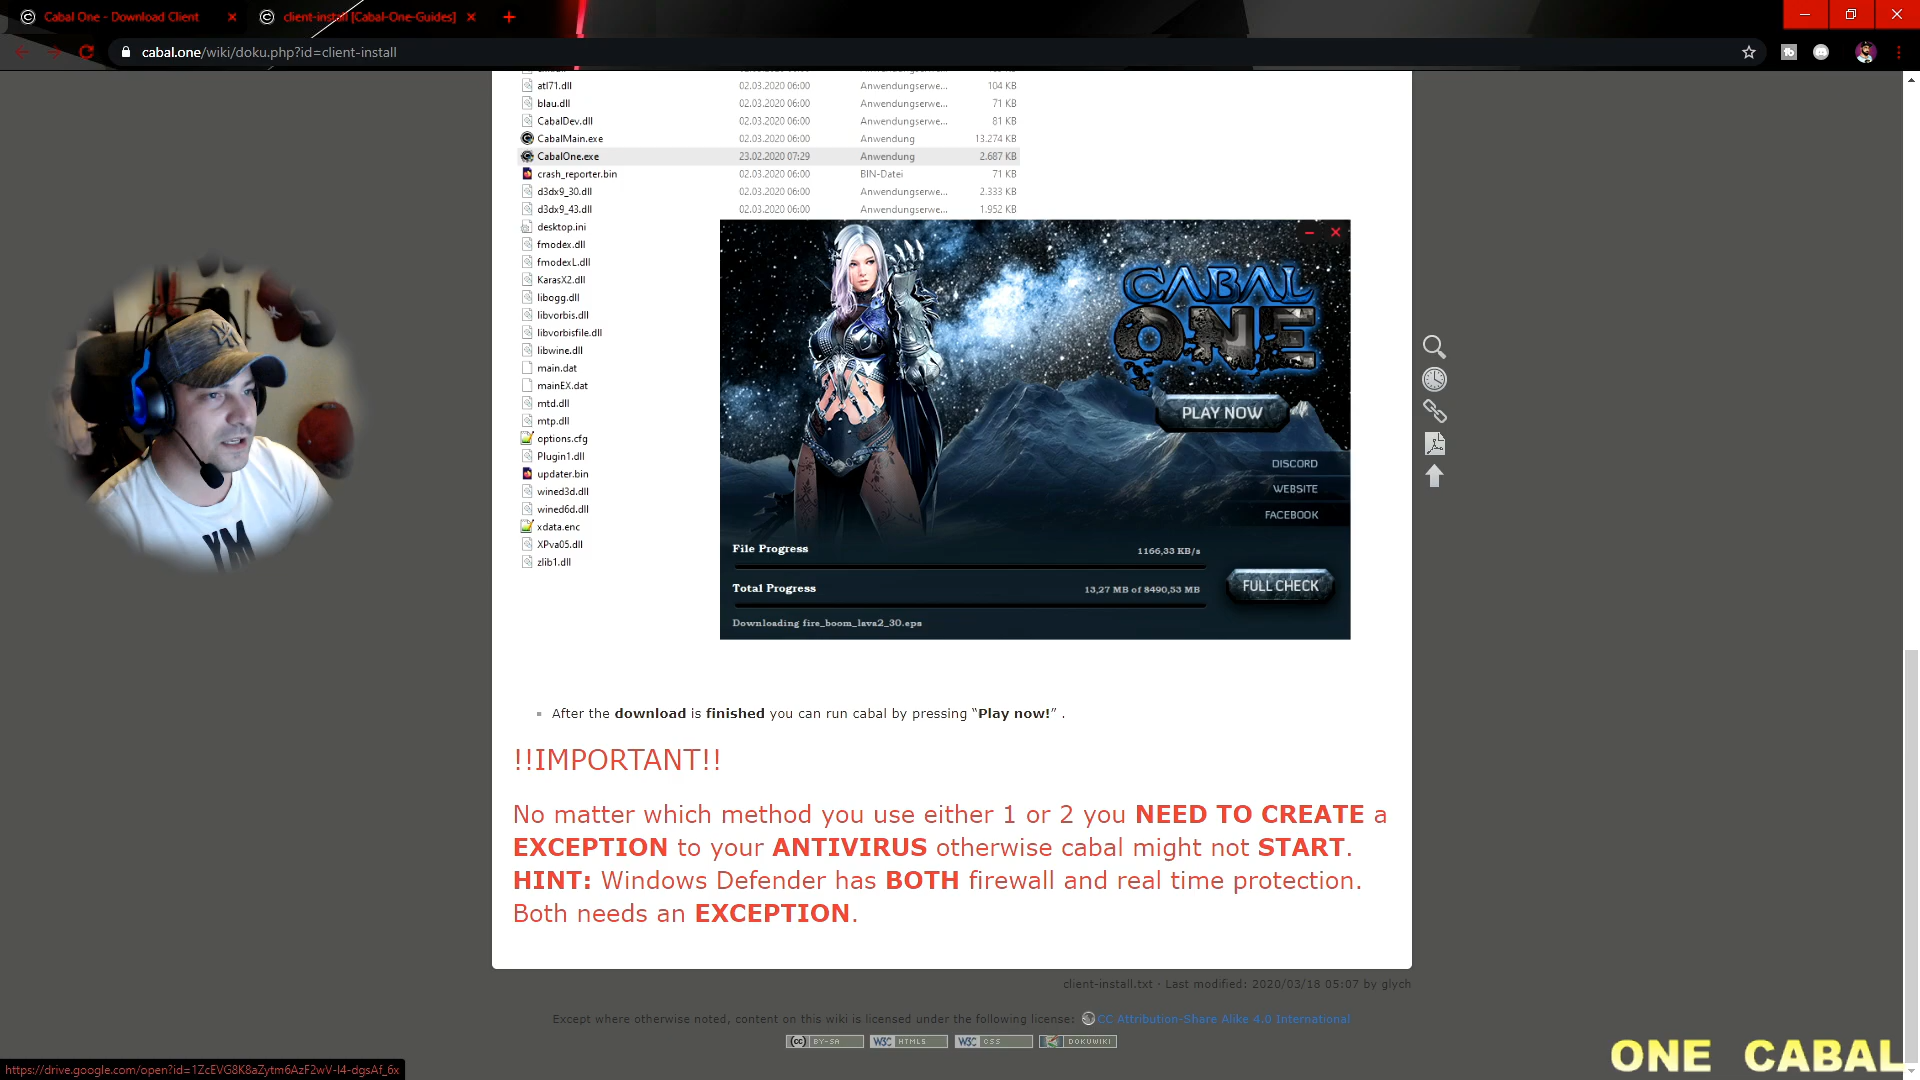 Cabal One - Download Client
client-install [Cabal-One-Guides]
cabal.one/wiki/doku.php?id=client-install
atl71.dll 02.03.2020 06:00 Anwendungserwe... 104 KB
blau.dll 02.03.2020 06:00 Anwendungserwe... 71 KB
CabalDev.dll 02.03.2020 06:00 Anwendungserwe... 81 KB
CabalMain.exe 02.03.2020 06:00 Anwendung 13.274 KB
CabalOne.exe 23.02.2020 07:29 Anwendung 2.687 KB
crash_reporter.bin 02.03.2020 06:00 BIN-Datei 71 KB
d3dx9_30.dll 02.03.2020 06:00 Anwendungserwe... 2.333 KB
d3dx9_43.dll 02.03.2020 06:00 Anwendungserwe... 1.952 KB
desktop.ini
fmodex.dll
fmodexL.dll
KarasX2.dll
libogg.dll
libvorbis.dll
libvorbisfile.dll
libwine.dll
main.dat
mainEX.dat
mtd.dll
mtp.dll
options.cfg
Plugin1.dll
updater.bin
wined3d.dll
wined6d.dll
xdata.enc
XPva05.dll
zlib1.dll
CABAL
ONE
PLAY NOW
DISCORD
WEBSITE
FACEBOOK
File Progress 1166,33 KB/s
Total Progress 13,27 MB of 8490,53 MB
FULL CHECK
Downloading fire_boom_lava2_30.eps
YM
After the download is finished you can run cabal by pressing “Play now!” .
!!IMPORTANT!!
No matter which method you use either 1 or 2 you NEED TO CREATE a
EXCEPTION to your ANTIVIRUS otherwise cabal might not START.
HINT: Windows Defender has BOTH firewall and real time protection.
Both needs an EXCEPTION.
client-install.txt · Last modified: 2020/03/18 05:07 by glych
Except where otherwise noted, content on this wiki is licensed under the following license: CC Attribution-Share Alike 4.0 International
CC BY-SA W3C HTML5 W3C CSS DOKUWIKI
https://drive.google.com/open?id=1ZcEVG8K8aZytm6AzF2wV-l4-dgsAf_6x
ONE CABAL